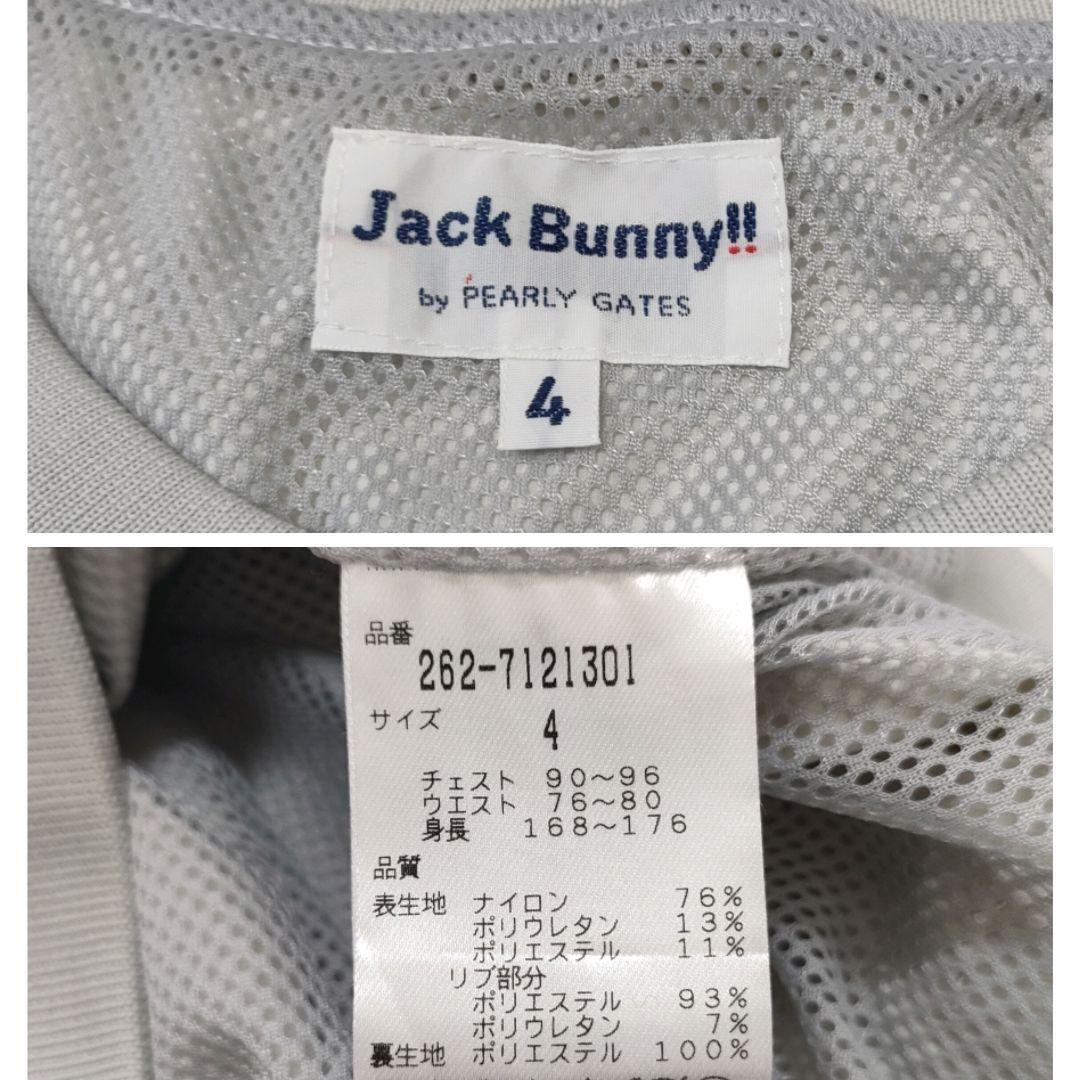 Jack Bunny!!
by PEARLY GATES
4
品番
262-7121301
サイズ 4
チェスト 90～96
ウエスト 76～80
身長 168～176
品質
表生地 ナイロン 76%
ポリウレタン 13%
ポリエステル 11%
リブ部分
ポリエステル 93%
ポリウレタン 7%
裏生地 ポリエステル 100%